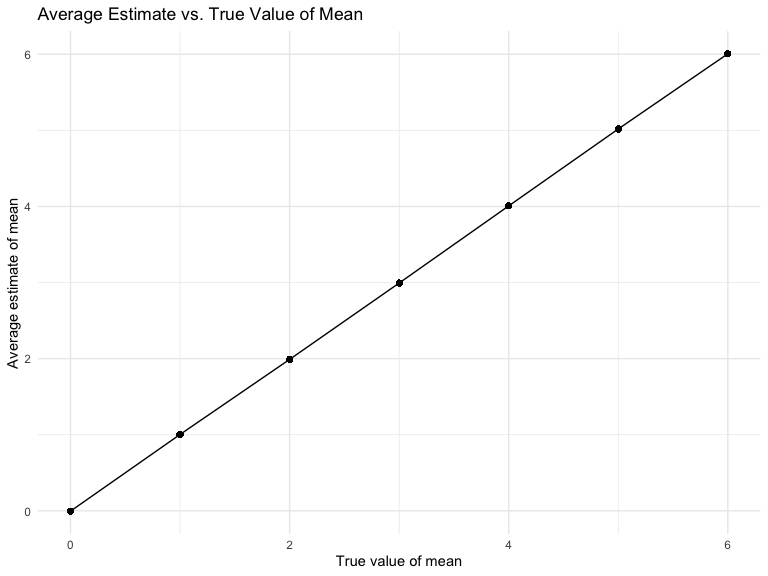 Average Estimate vs. True Value of Mean
6
4
2
0
Average estimate of mean
0 2 4 6
True value of mean